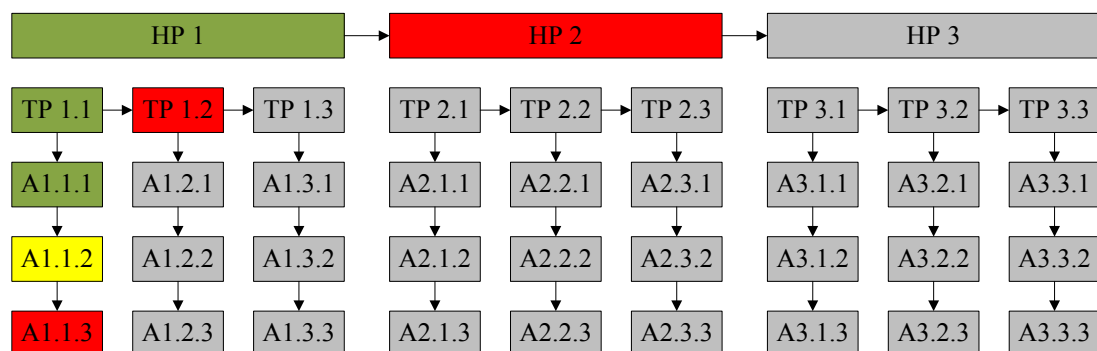 HP 1 HP 2 HP 3
TP 1.1 TP 1.2 TP 1.3 TP 2.1 TP 2.2 TP 2.3 TP 3.1 TP 3.2 TP 3.3
A1.1.1 A1.2.1 A1.3.1 A2.1.1 A2.2.1 A2.3.1 A3.1.1 A3.2.1 A3.3.1
A1.1.2 A1.2.2 A1.3.2 A2.1.2 A2.2.2 A2.3.2 A3.1.2 A3.2.2 A3.3.2
A1.1.3 A1.2.3 A1.3.3 A2.1.3 A2.2.3 A2.3.3 A3.1.3 A3.2.3 A3.3.3